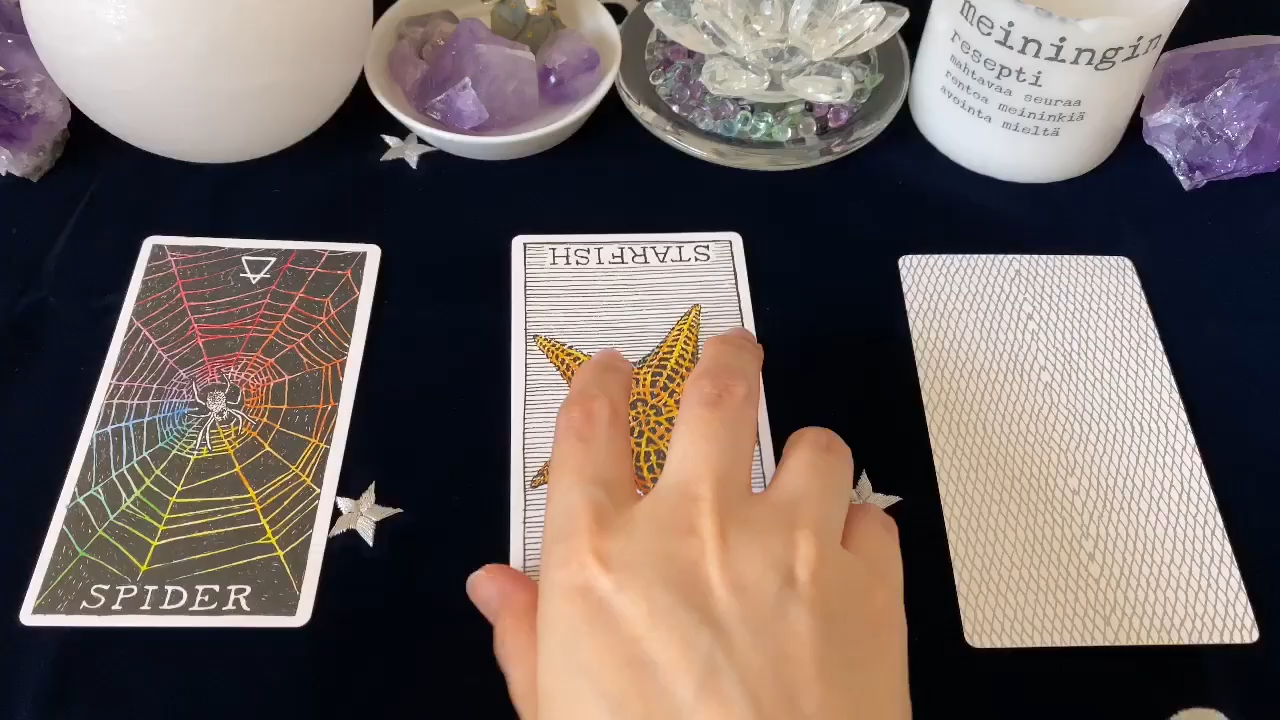 meiningin
resepti
mahtavaa seuraa
rentoa meininkiä
avointa mieltä
STARFISH
SPIDER